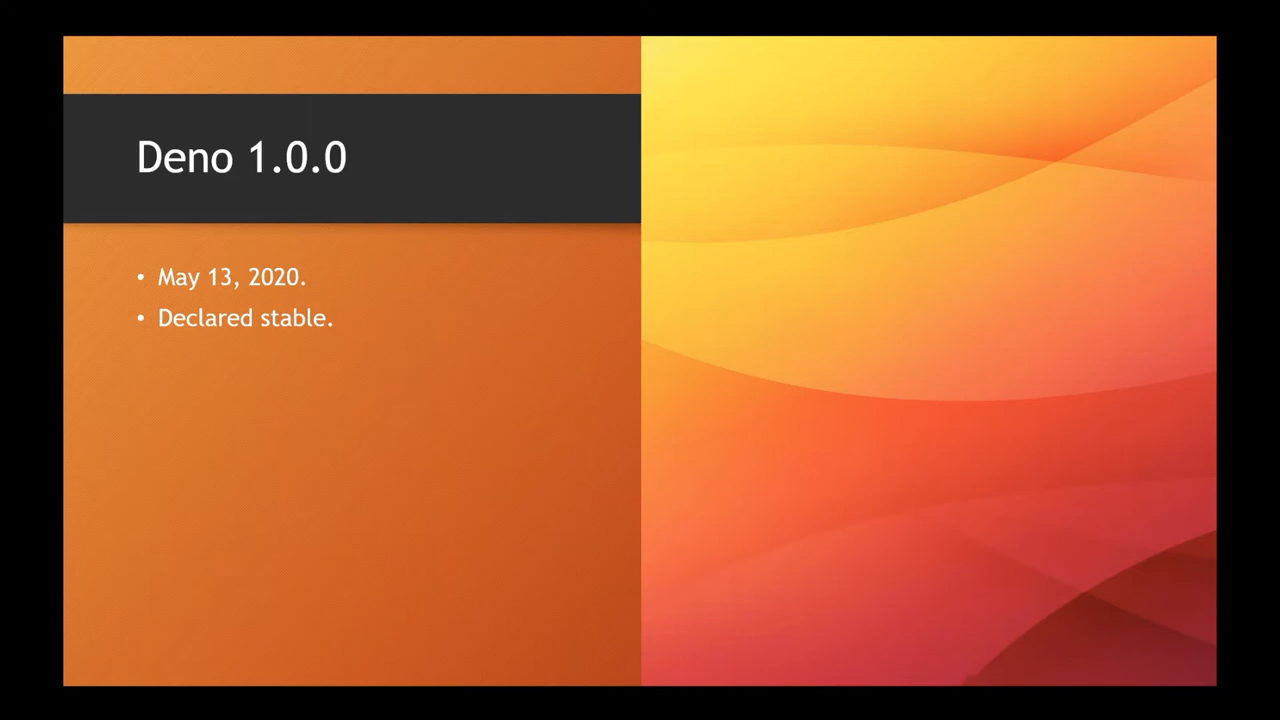 Deno 1.0.0
• May 13, 2020.
• Declared stable.